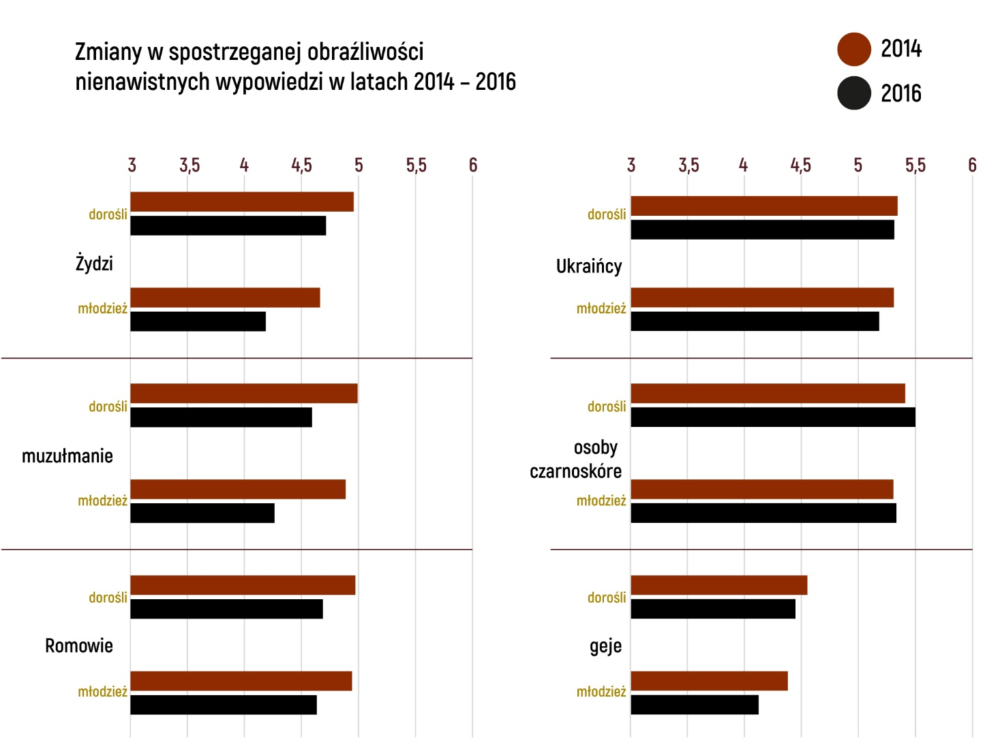 Zmiany w spostrzeganej obraźliwości
nienawistnych wypowiedzi w latach 2014 – 2016
2014
2016
3 3,5 4 4,5 5 5,5 6
dorośli
Żydzi
młodzież
dorośli
muzułmanie
młodzież
dorośli
Romowie
młodzież
3 3,5 4 4,5 5 5,5 6
dorośli
Ukraińcy
młodzież
dorośli
osoby
czarnoskóre
młodzież
dorośli
geje
młodzież